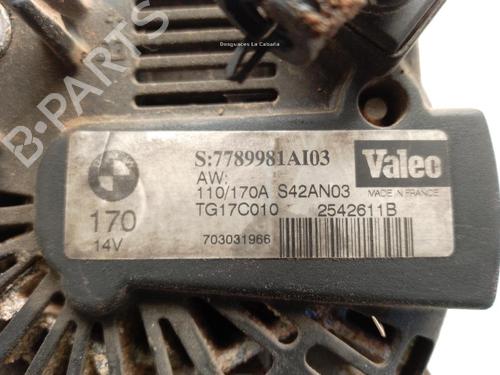 Desguaces La Cabaña
B-PARTS
S:7789981AI03
Valeo
AW:
110/170A S42AN03
MADE IN FRANCE
170
TG17C010
2542611B
14V
703031966